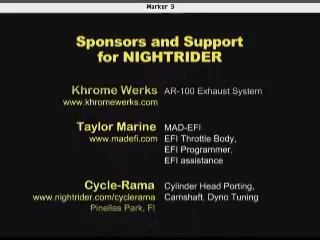 Marker 3
Sponsors and Support
for NIGHTRIDER
Khrome Works AR-100 Exhaust System
www.khromewerks.com
Taylor Marine MAD-EFI
www.madefi.com EFI Throttle Body,
EFI Programmer,
EFI assistance
Cycle-Rama Cylinder Head Porting,
www.nightrider.com/cyclerama Camshaft, Dyno Tuning
Pinellas Park, Fl